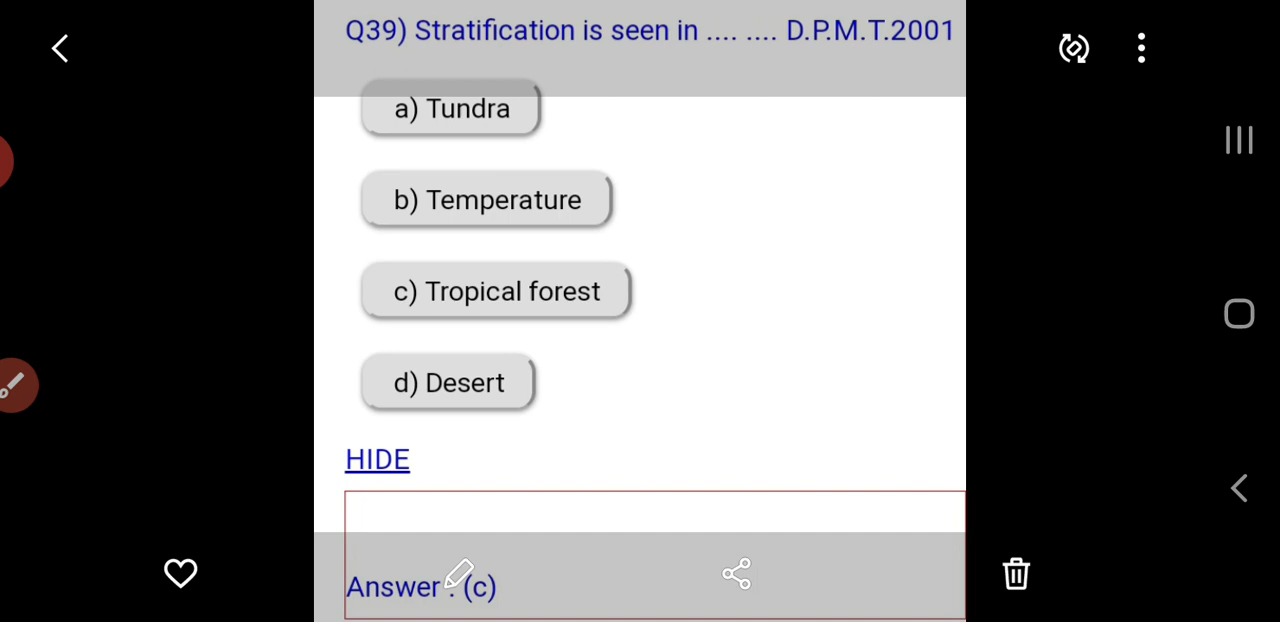 Q39) Stratification is seen in .... .... D.P.M.T.2001
a) Tundra
b) Temperature
c) Tropical forest
d) Desert
HIDE
Answer : (c)